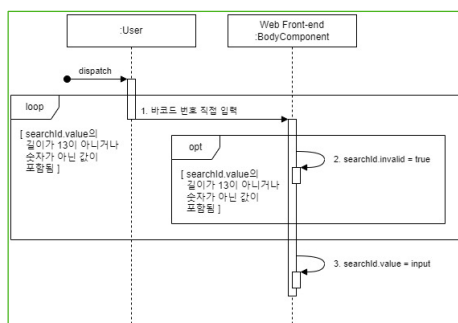 :User
Web Front-end
:BodyComponent
dispatch
loop
1. 바코드 번호 직접 입력
[ searchId.value의
길이가 13이 아니거나
숫자가 아닌 값이
포함됨 ]
opt
2. searchId.invalid = true
[ searchId.value의
길이가 13이 아니거나
숫자가 아닌 값이
포함됨 ]
3. searchId.value = input